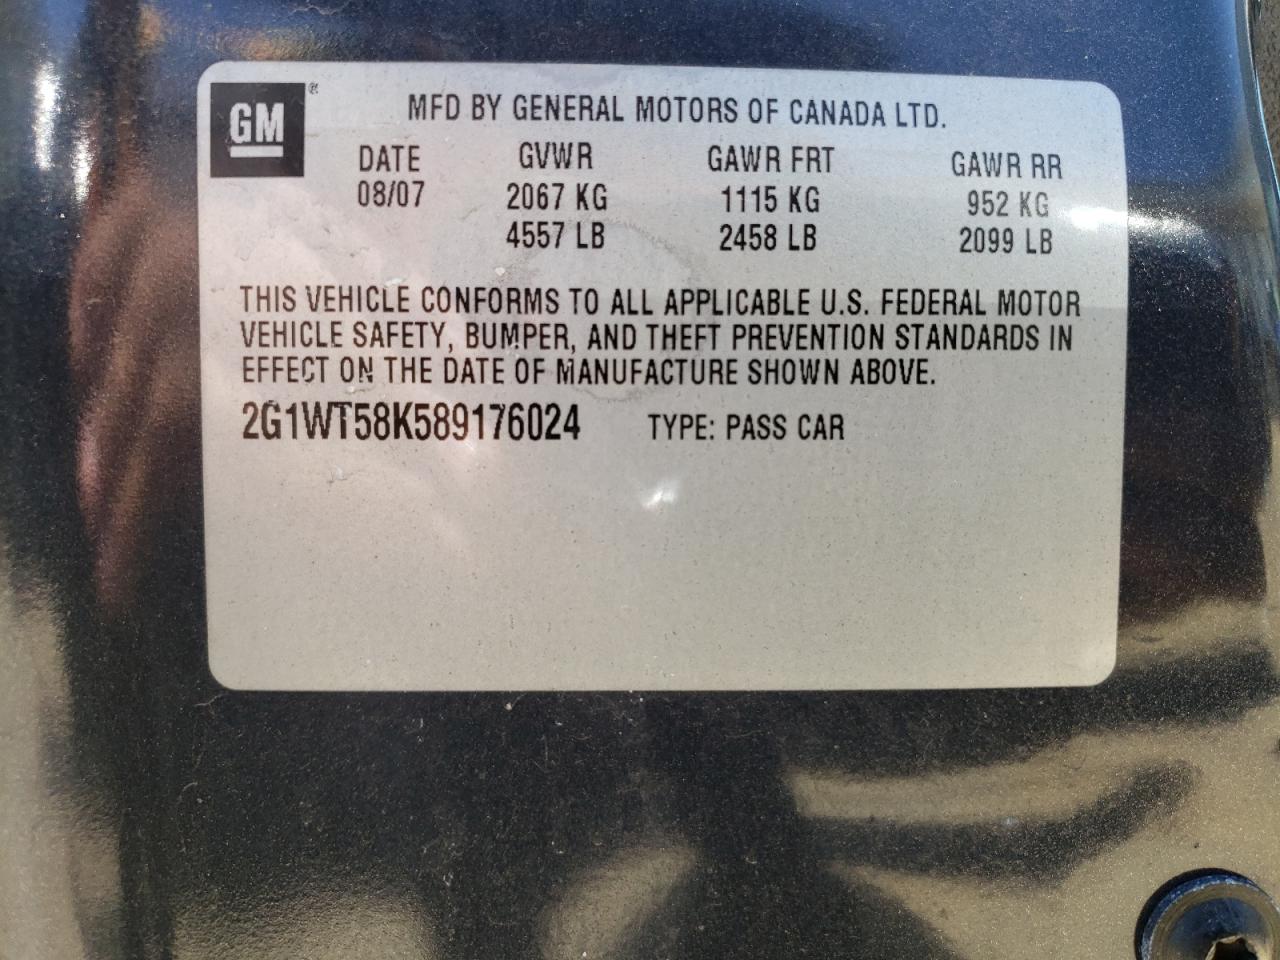 GM ®
MFD BY GENERAL MOTORS OF CANADA LTD.
DATE GVWR GAWR FRT GAWR RR
08/07 2067 KG 1115 KG 952 KG
4557 LB 2458 LB 2099 LB
THIS VEHICLE CONFORMS TO ALL APPLICABLE U.S. FEDERAL MOTOR
VEHICLE SAFETY, BUMPER, AND THEFT PREVENTION STANDARDS IN
EFFECT ON THE DATE OF MANUFACTURE SHOWN ABOVE.
2G1WT58K589176024 TYPE: PASS CAR